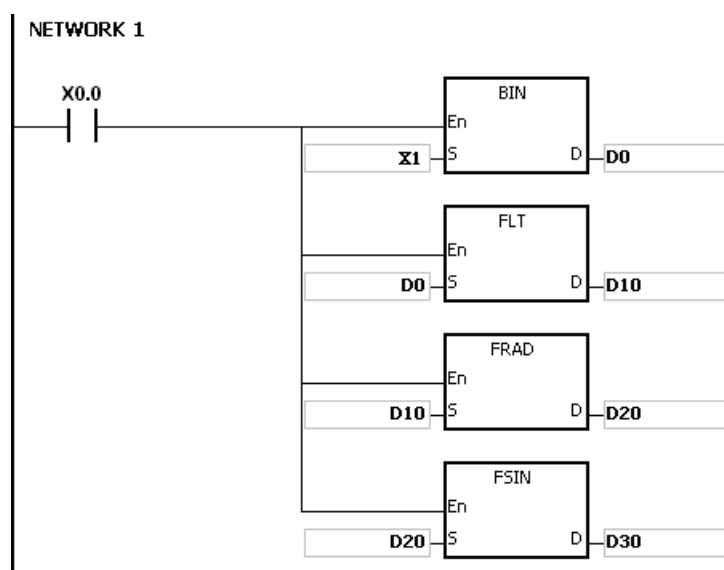 NETWORK 1
X0.0
BIN
En
X1 S D D0
FLT
En
D0 S D D10
FRAD
En
D10 S D D20
FSIN
En
D20 S D D30